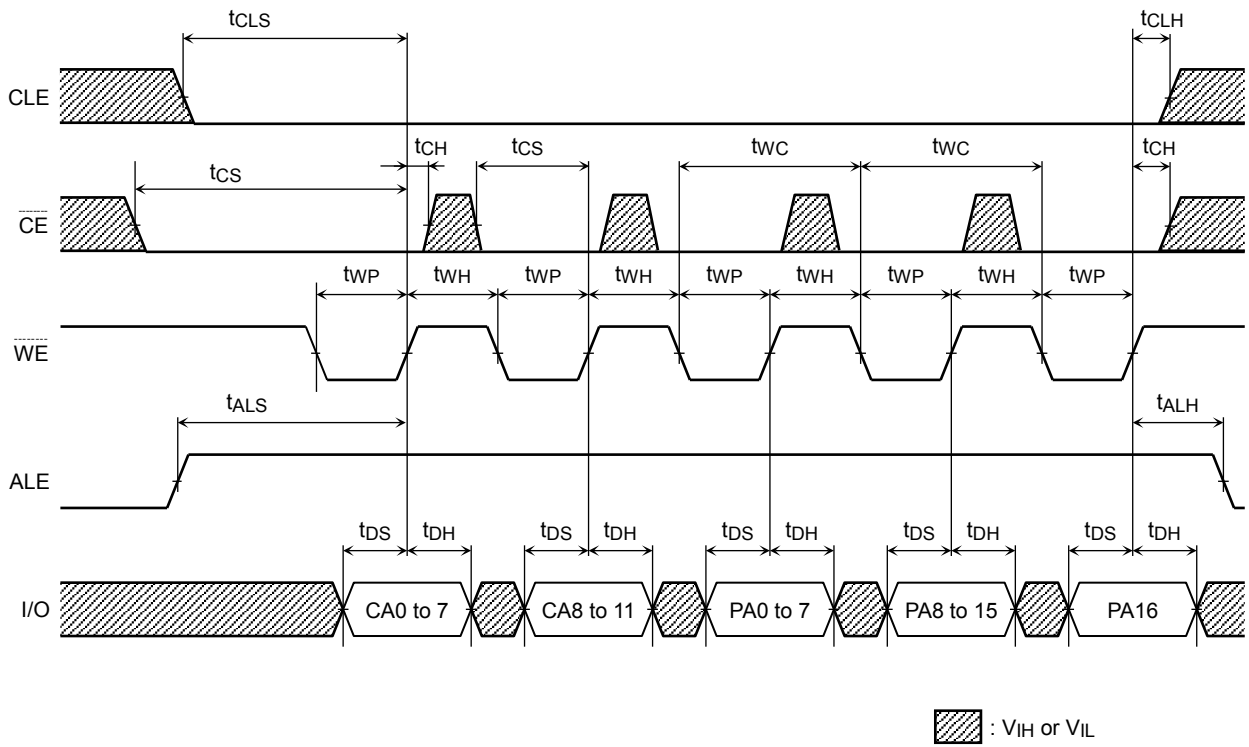 tCLS tCLH
CLE
tCH tCS tWC tWC tCH
tCS
CE
tWP tWH tWP tWH tWP tWH tWP tWH tWP
WE
tALS tALH
ALE
tDS tDH tDS tDH tDS tDH tDS tDH tDS tDH
I/O CA0 to 7 CA8 to 11 PA0 to 7 PA8 to 15 PA16
: VIH or VIL